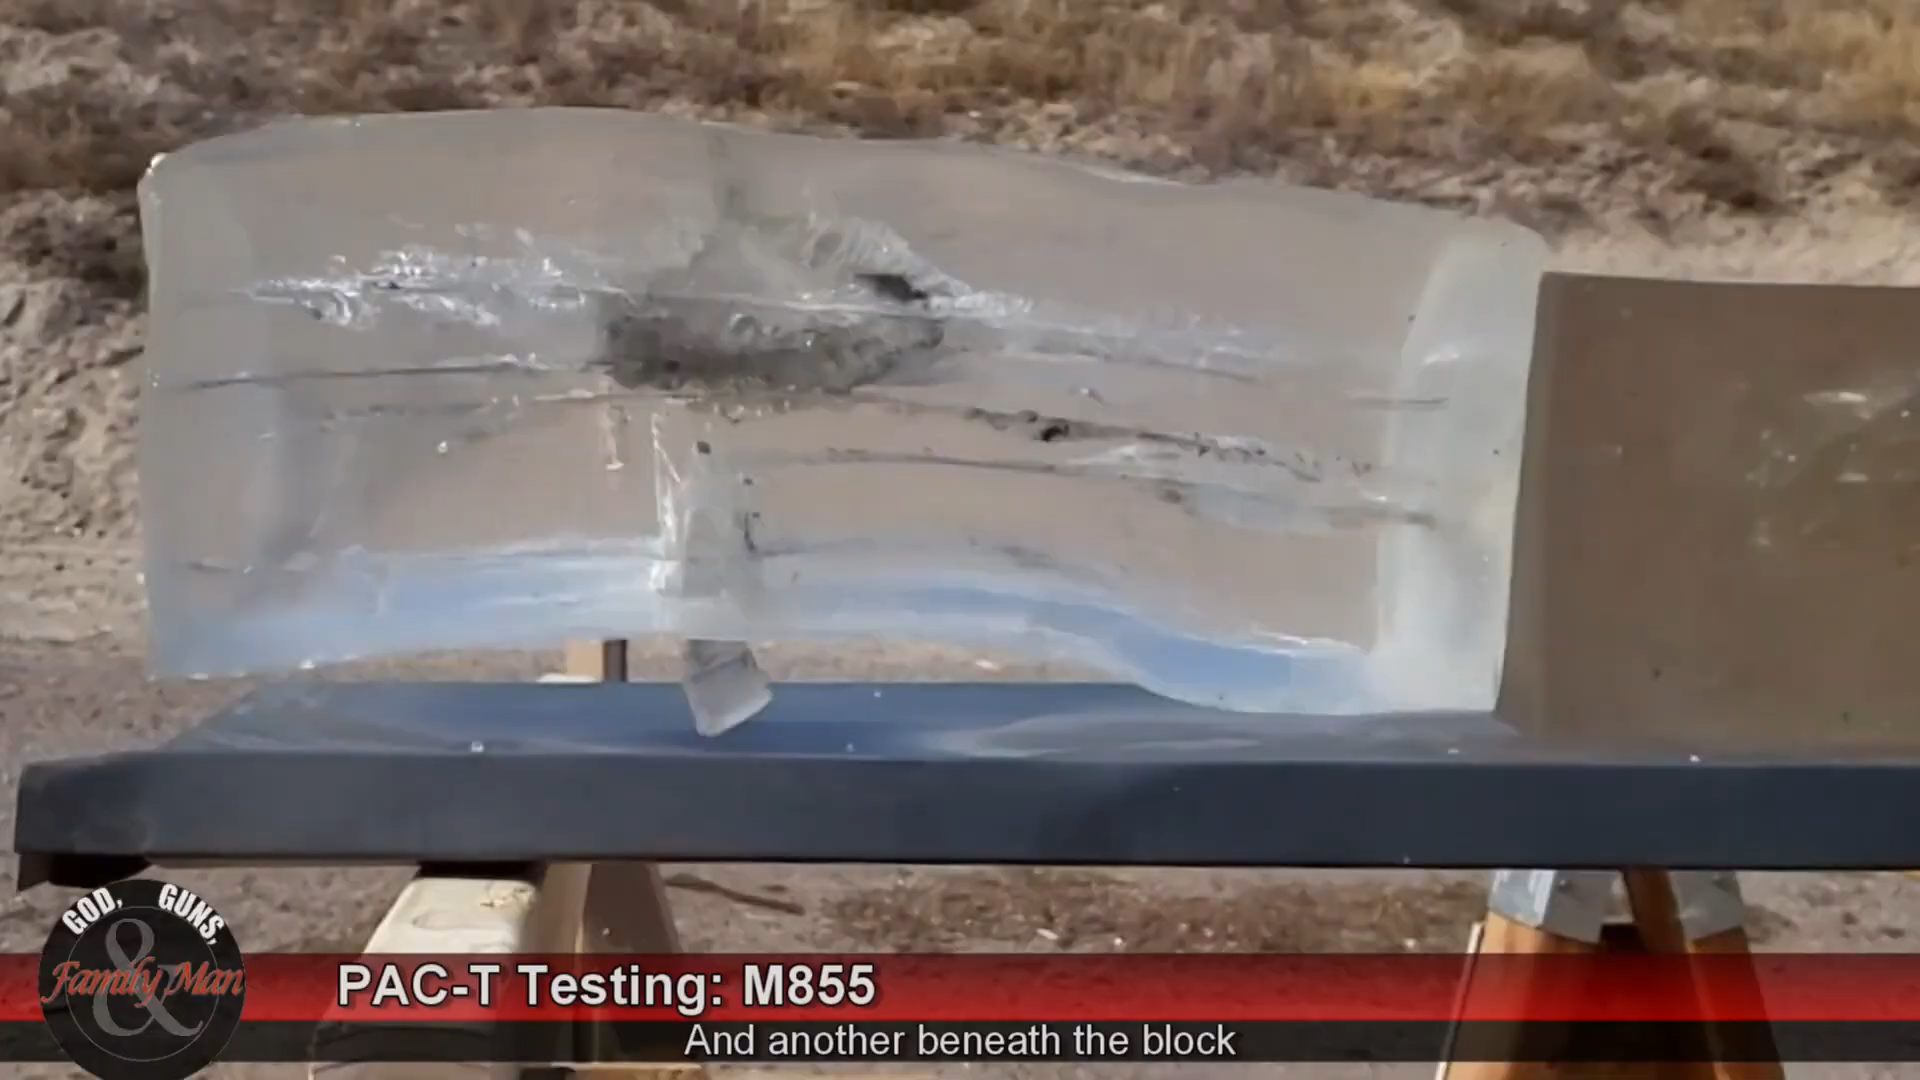 GOD, GUNS,
&
Family Man
PAC-T Testing: M855
And another beneath the block